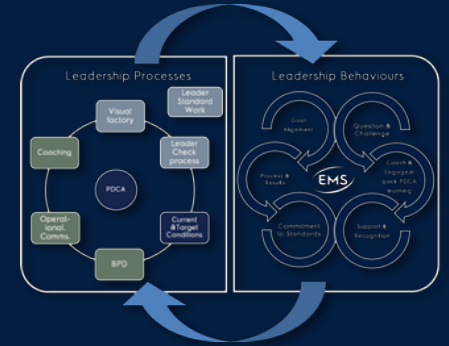 Leadership Processes
Leader
Standard
Work
Visual
factory
Leader
Check
process
Coaching
PDCA
Operat-
ional.
Comms.
Current
&Target
Conditions
BPD
Leadership Behaviours
Goal
Alignment
Question &
Challenge
Process &
Results
EMS
Coach &
Engage
quick PDCA
learning
Commitment
to Standards
Support &
Recognition